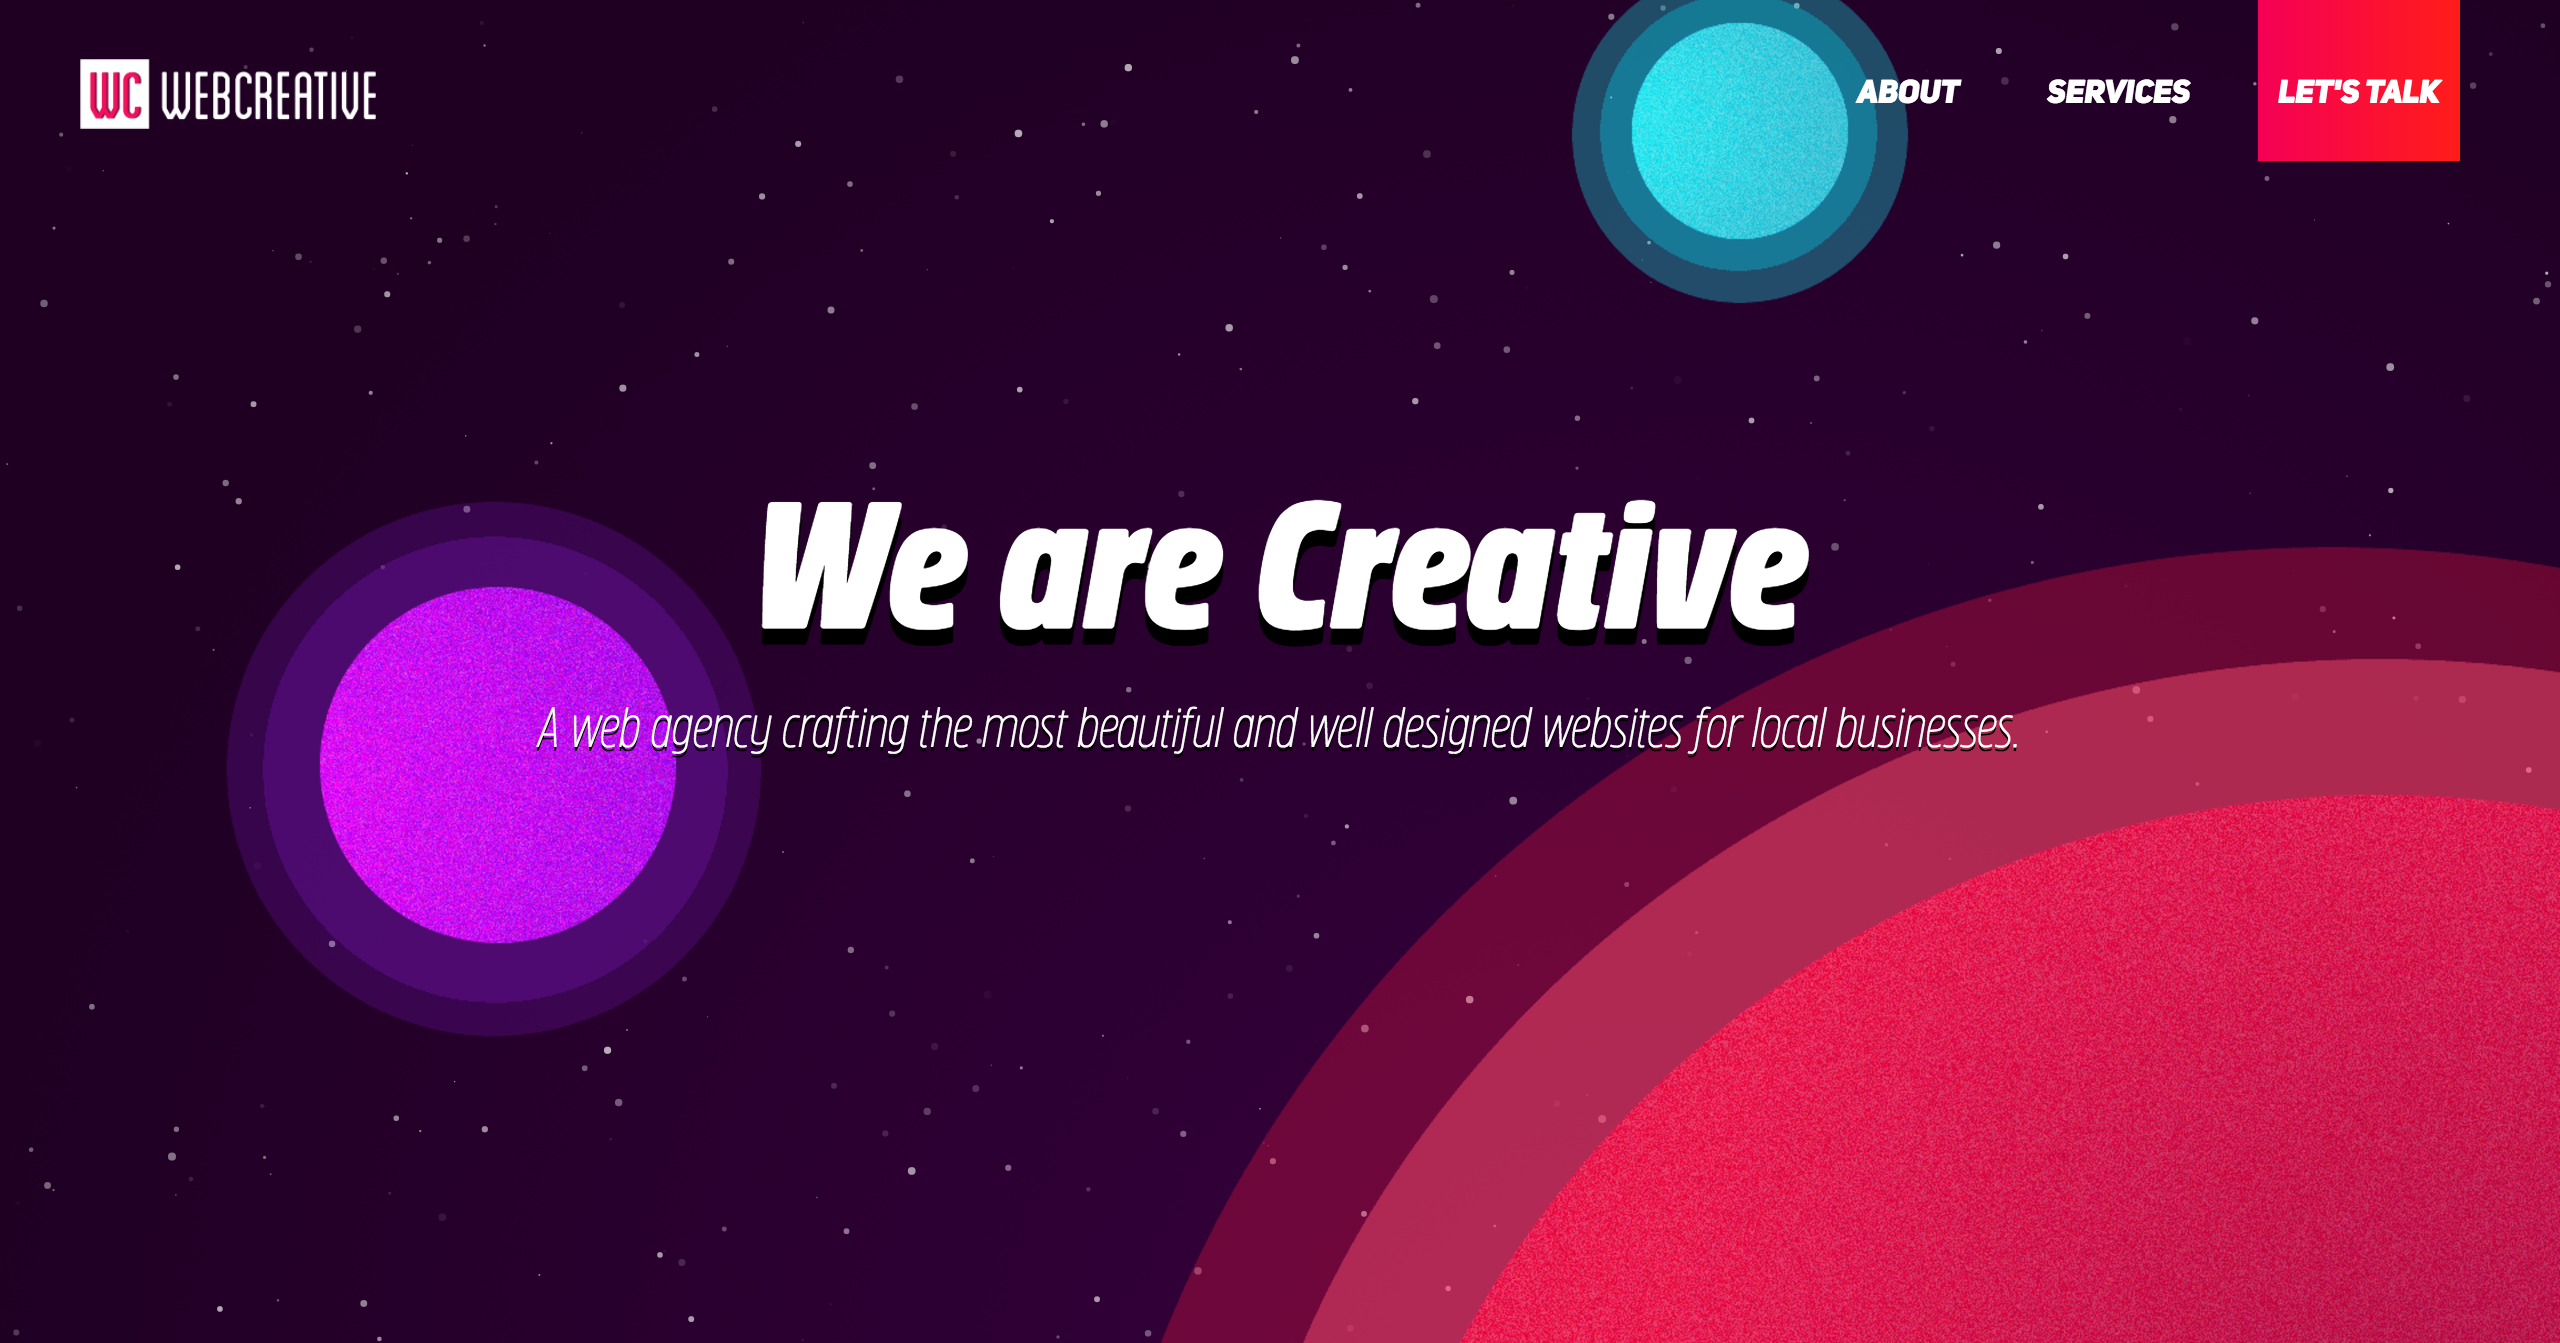 WC WEBCREATIVE
ABOUT SERVICES LET'S TALK
We are Creative
A web agency crafting the most beautiful and well designed websites for local businesses.